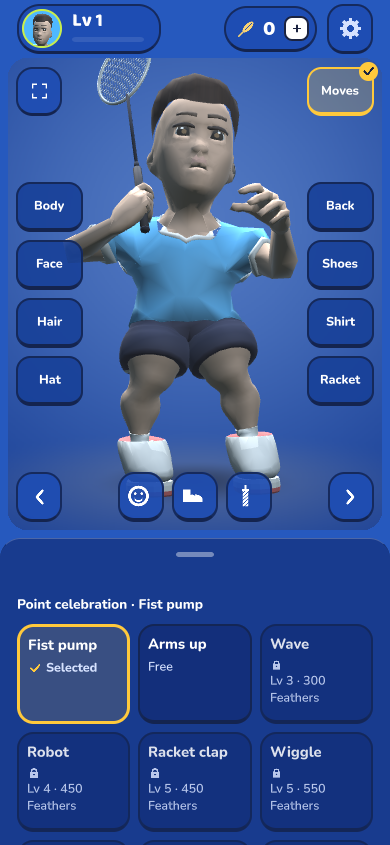 Lv 1
0
+
Moves
Body
Back
Face
Shoes
Hair
Shirt
Hat
Racket
Point celebration · Fist pump
Fist pump
Selected
Arms up
Free
Wave
Lv 3 · 300
Feathers
Robot
Lv 4 · 450
Feathers
Racket clap
Lv 5 · 450
Feathers
Wiggle
Lv 5 · 550
Feathers